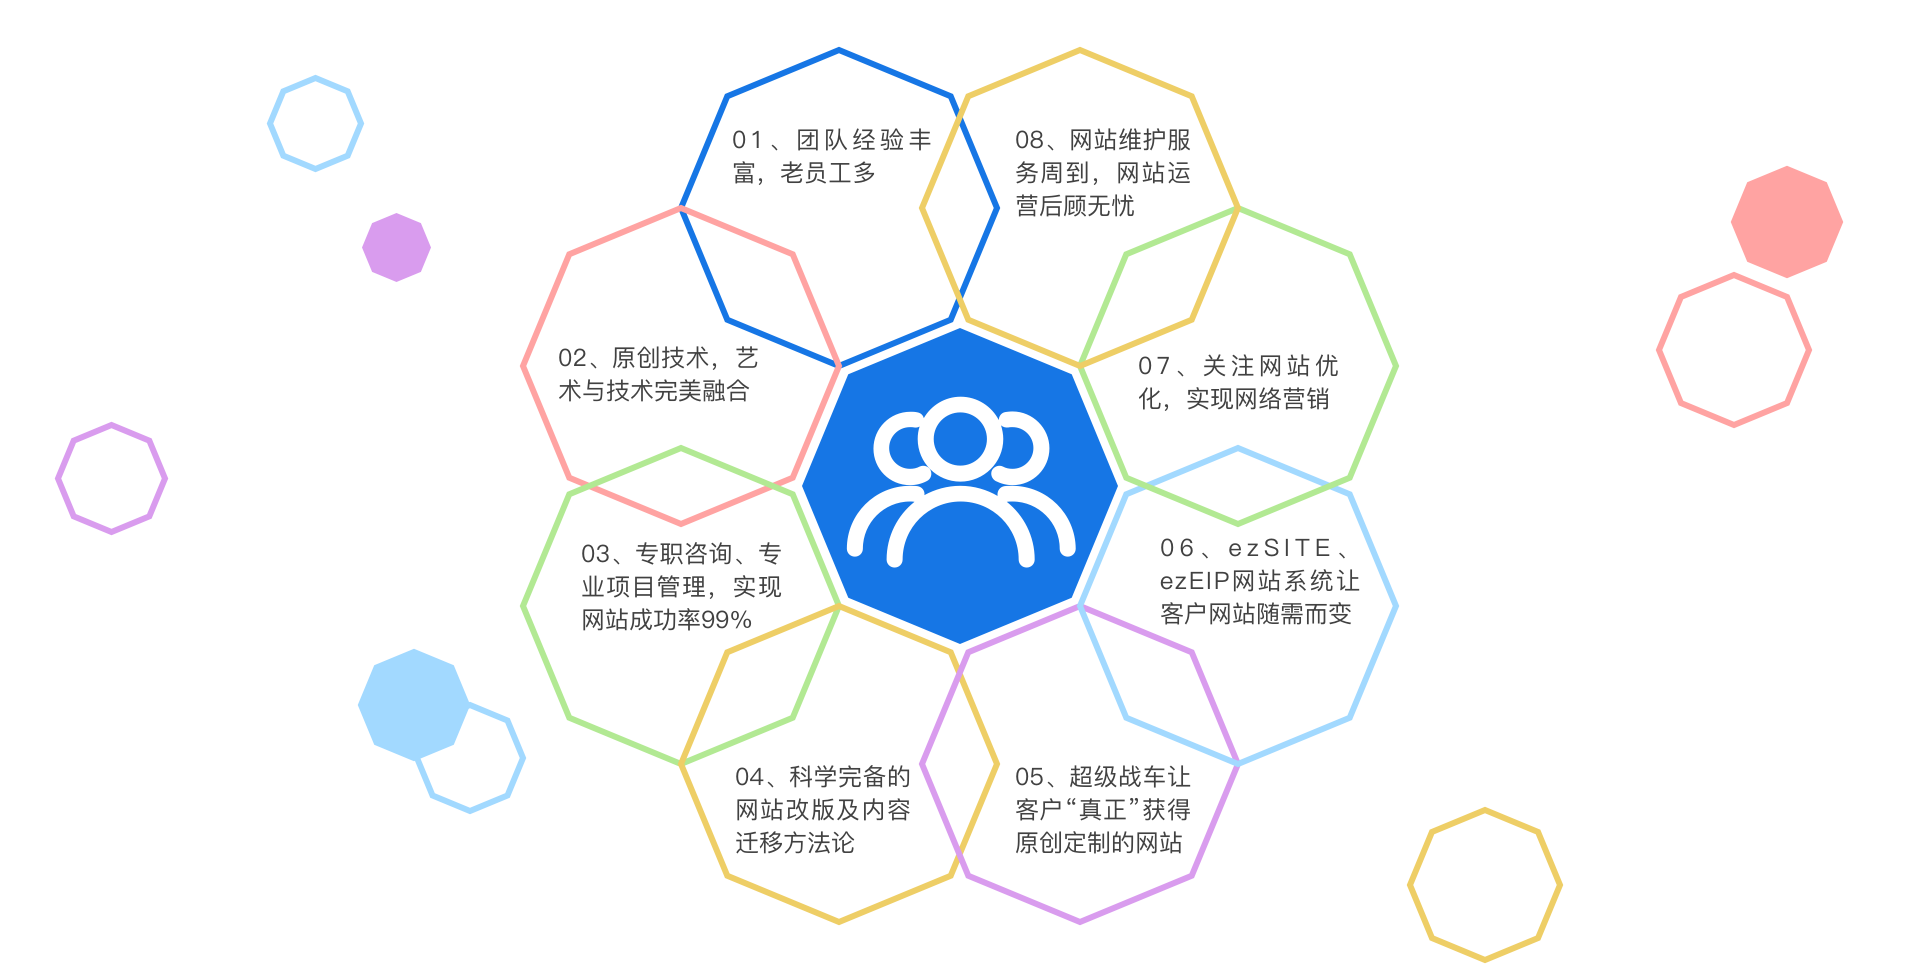 01、团队经验丰
富，老员工多
02、原创技术，艺
术与技术完美融合
03、专职咨询、专
业项目管理，实现
网站成功率99%
04、科学完备的
网站改版及内容
迁移方法论
05、超级战车让
客户“真正”获得
原创定制的网站
06、ezSITE、
ezEIP网站系统让
客户网站随需而变
07、关注网站优
化，实现网络营销
08、网站维护服
务周到，网站运
营后顾无忧